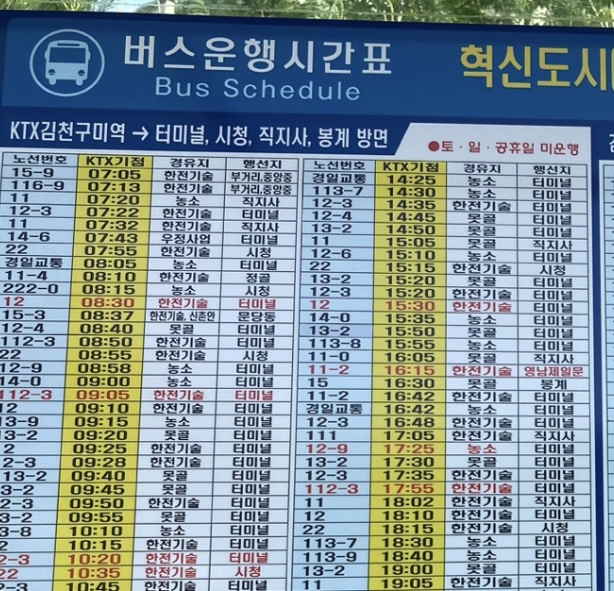 버스운행시간표
Bus Schedule
혁신도시
KTX김천구미역 → 터미널, 시청, 직지사, 봉계 방면
●토 · 일 · 공휴일 미운행
노선번호 KTX기점 경유지 행선지
15-9 07:05 한전기술 부거리,중앙중
116-9 07:13 한전기술 부거리,중앙중
11 07:20 농소 직지사
12-3 07:22 한전기술 터미널
11 07:32 한전기술 직지사
14-6 07:43 우정사업 터미널
22 07:55 한전기술 시청
경일교통 08:05 농소 터미널
11-4 08:10 한전기술 정골
222-0 08:15 농소 시청
12 08:30 한전기술 터미널
15-3 08:37 한전기술, 신촌안 문당동
12-4 08:40 못골 터미널
112-3 08:50 한전기술 터미널
22 08:55 한전기술 시청
12-9 08:58 농소 터미널
14-0 09:00 농소 터미널
112-3 09:05 한전기술 터미널
12 09:10 한전기술 터미널
13-9 09:15 농소 터미널
13-2 09:20 못골 터미널
2 09:25 한전기술 터미널
2-3 09:28 한전기술 터미널
13-2 09:40 못골 터미널
3-2 09:45 못골 터미널
2-3 09:50 한전기술 터미널
3-2 09:55 못골 터미널
3-8 10:10 농소 터미널
2 10:15 한전기술 터미널
2-3 10:20 한전기술 터미널
22 10:35 한전기술 시청
2-3 10:45 한전기술 터미널
노선번호 KTX기점 경유지 행선지
경일교통 14:25 농소 터미널
113-7 14:30 농소 터미널
12-3 14:35 한전기술 터미널
12-4 14:45 못골 터미널
13-2 14:50 못골 터미널
11 15:05 농소 직지사
12-6 15:10 농소 터미널
22 15:15 한전기술 시청
13-2 15:20 못골 터미널
12-3 15:20 한전기술 터미널
12 15:30 한전기술 터미널
14-0 15:35 농소 터미널
13-2 15:50 못골 터미널
113-8 15:55 농소 터미널
11-0 16:05 못골 직지사
11-2 16:15 한전기술 영남제일문
15 16:30 못골 봉계
11-2 16:42 한전기술 터미널
경일교통 16:42 농소 터미널
12-3 16:48 한전기술 터미널
111 17:05 한전기술 직지사
12-9 17:25 농소 터미널
13-2 17:30 못골 터미널
12-3 17:35 한전기술 터미널
112-3 17:55 한전기술 터미널
11 18:02 한전기술 직지사
12 18:10 한전기술 터미널
22 18:15 한전기술 시청
113-7 18:30 농소 터미널
113-9 18:40 농소 터미널
13-2 19:00 못골 터미널
11 19:05 한전기술 직지사